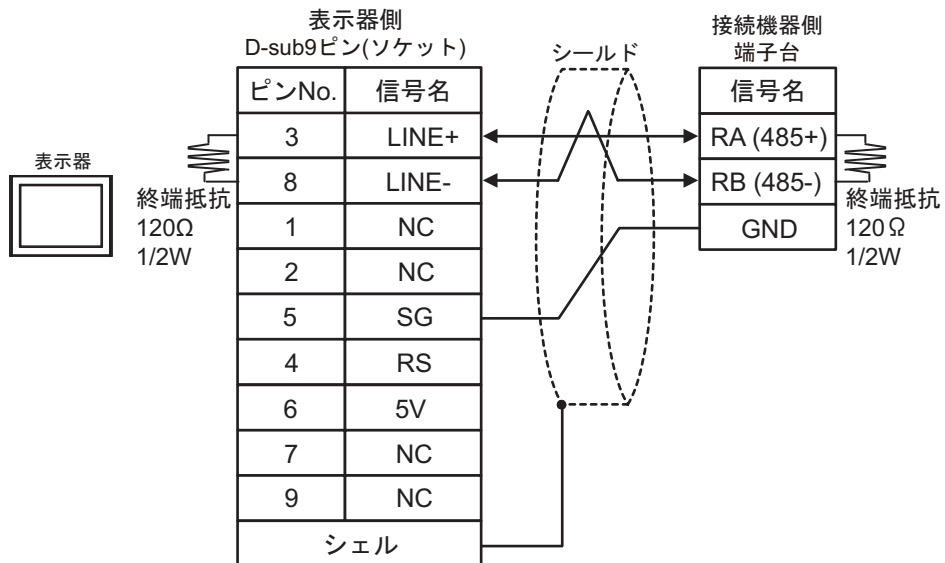 表示器側
D-sub9ピン(ソケット)
シールド
接続機器側
端子台
ピンNo. 信号名
信号名
3 LINE+
RA (485+)
8 LINE-
RB (485-)
1 NC
GND
2 NC
5 SG
4 RS
6 5V
7 NC
9 NC
シェル
表示器
終端抵抗
120Ω
1/2W
終端抵抗
120Ω
1/2W